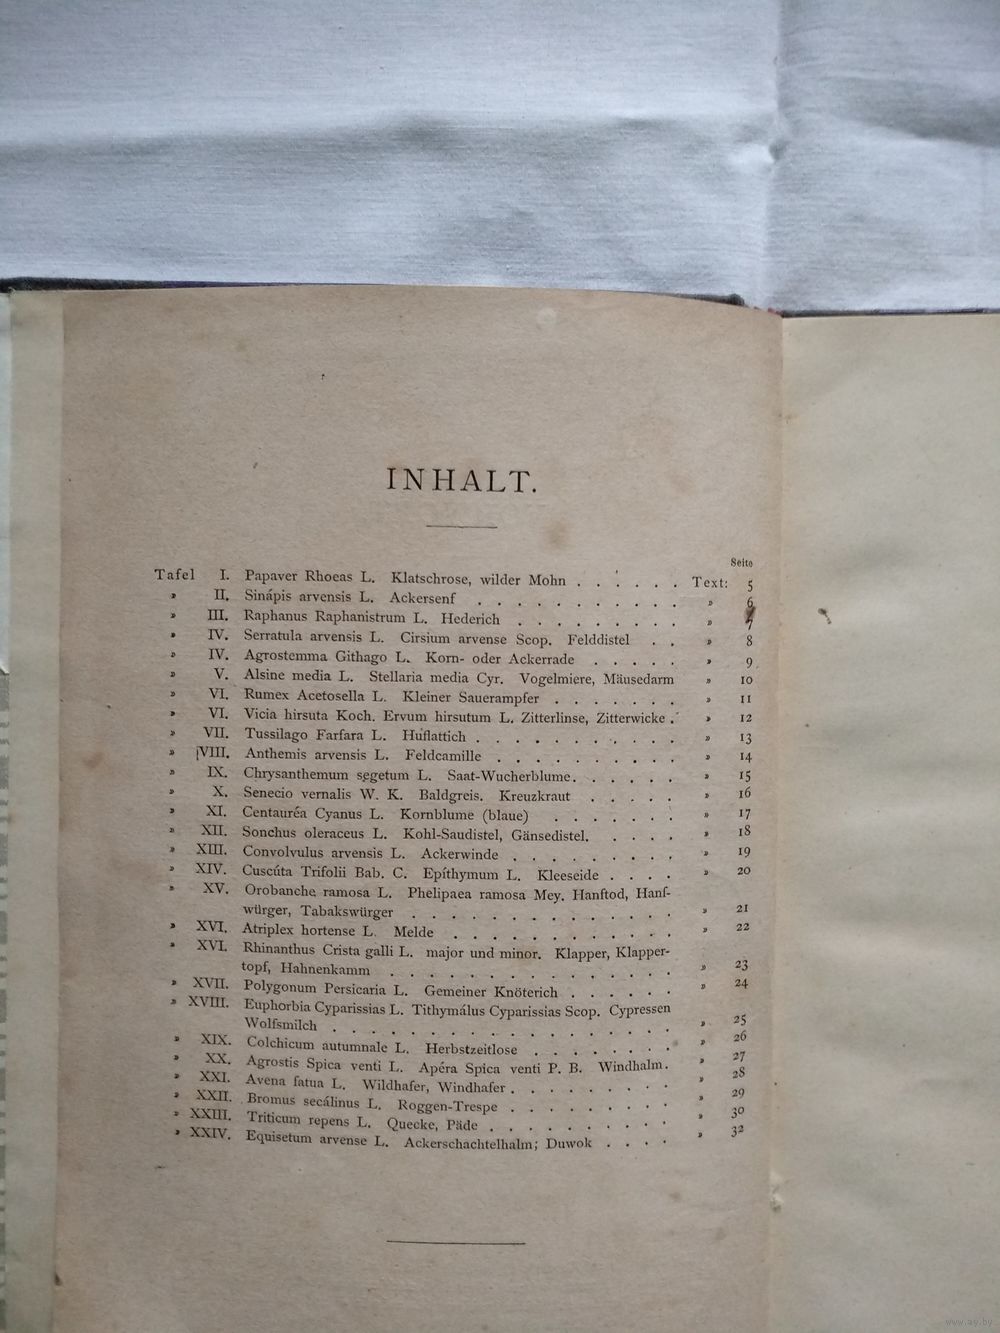 INHALT.
Seite
Tafel I. Papaver Rhoeas L. Klatschrose, wilder Mohn . . . . . . Text: 5
» II. Sinápis arvensis L. Ackersenf . . . . . . . . . . . » 6
» III. Raphanus Raphanistrum L. Hederich . . . . . . . . . » 7
» IV. Serratula arvensis L. Cirsium arvense Scop. Felddistel . . » 8
» IV. Agrostemma Githago L. Korn- oder Ackerrade . . . . . » 9
» V. Alsine media L. Stellaria media Cyr. Vogelmiere, Mäusedarm » 10
» VI. Rumex Acetosella L. Kleiner Sauerampfer . . . . . . . » 11
» VI. Vicia hirsuta Koch. Ervum hirsutum L. Zitterlinse, Zitterwicke . » 12
» VII. Tussilago Farfara L. Huflattich . . . . . . . . . . . » 13
» VIII. Anthemis arvensis L. Feldcamille . . . . . . . . . . » 14
» IX. Chrysanthemum segetum L. Saat-Wucherblume. . . . . . » 15
» X. Senecio vernalis W. K. Baldgreis. Kreuzkraut . . . . . » 16
» XI. Centauréa Cyanus L. Kornblume (blaue) . . . . . . . » 17
» XII. Sonchus oleraceus L. Kohl-Saudistel, Gänsedistel. . . . . » 18
» XIII. Convolvulus arvensis L. Ackerwinde . . . . . . . . . » 19
» XIV. Cuscúta Trifolii Bab. C. Epíthymum L. Kleeseide . . . . » 20
» XV. Orobanche ramosa L. Phelipaea ramosa Mey. Hanftod, Hanf-
würger, Tabakswürger . . . . . . . . . . . . . . » 21
» XVI. Atriplex hortense L. Melde . . . . . . . . . . . . » 22
» XVI. Rhinanthus Crista galli L. major und minor. Klapper, Klapper-
topf, Hahnenkamm . . . . . . . . . . . . . . . » 23
» XVII. Polygonum Persicaria L. Gemeiner Knöterich . . . . . . » 24
» XVIII. Euphorbia Cyparissias L. Tithymálus Cyparissias Scop. Cypressen
Wolfsmilch . . . . . . . . . . . . . . . . . . » 25
» XIX. Colchicum autumnale L. Herbstzeitlose . . . . . . . . » 26
» XX. Agrostis Spica venti L. Apéra Spica venti P. B. Windhalm. » 27
» XXI. Avena fatua L. Wildhafer, Windhafer . . . . . . . . . » 28
» XXII. Bromus secálinus L. Roggen-Trespe . . . . . . . . . 29
» XXIII. Triticum repens L. Quecke, Päde . . . . . . . . . . » 30
» XXIV. Equisetum arvense L. Ackerschachtelhalm; Duwok . . . . » 32
www.ay.by